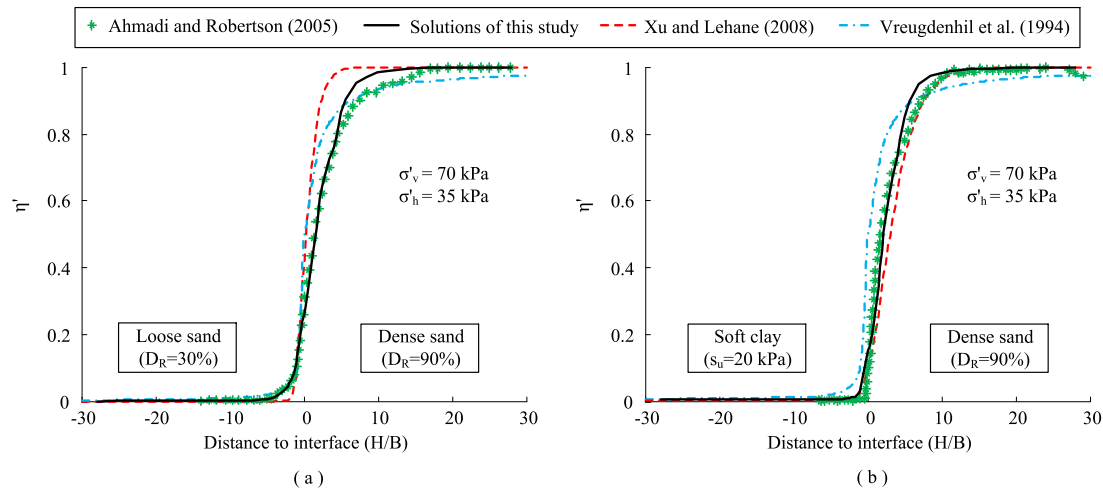 Ahmadi and Robertson (2005) Solutions of this study Xu and Lehane (2008) Vreugdenhil et al. (1994)
1
0.8
0.6
0.4
0.2
0
η'
σ'v = 70 kPa
σ'h = 35 kPa
Loose sand
(DR=30%)
Dense sand
(DR=90%)
-30 -20 -10 0 10 20 30
Distance to interface (H/B)
( a )
1
0.8
0.6
0.4
0.2
0
η'
σ'v = 70 kPa
σ'h = 35 kPa
Soft clay
(su=20 kPa)
Dense sand
(DR=90%)
-30 -20 -10 0 10 20 30
Distance to interface (H/B)
( b )